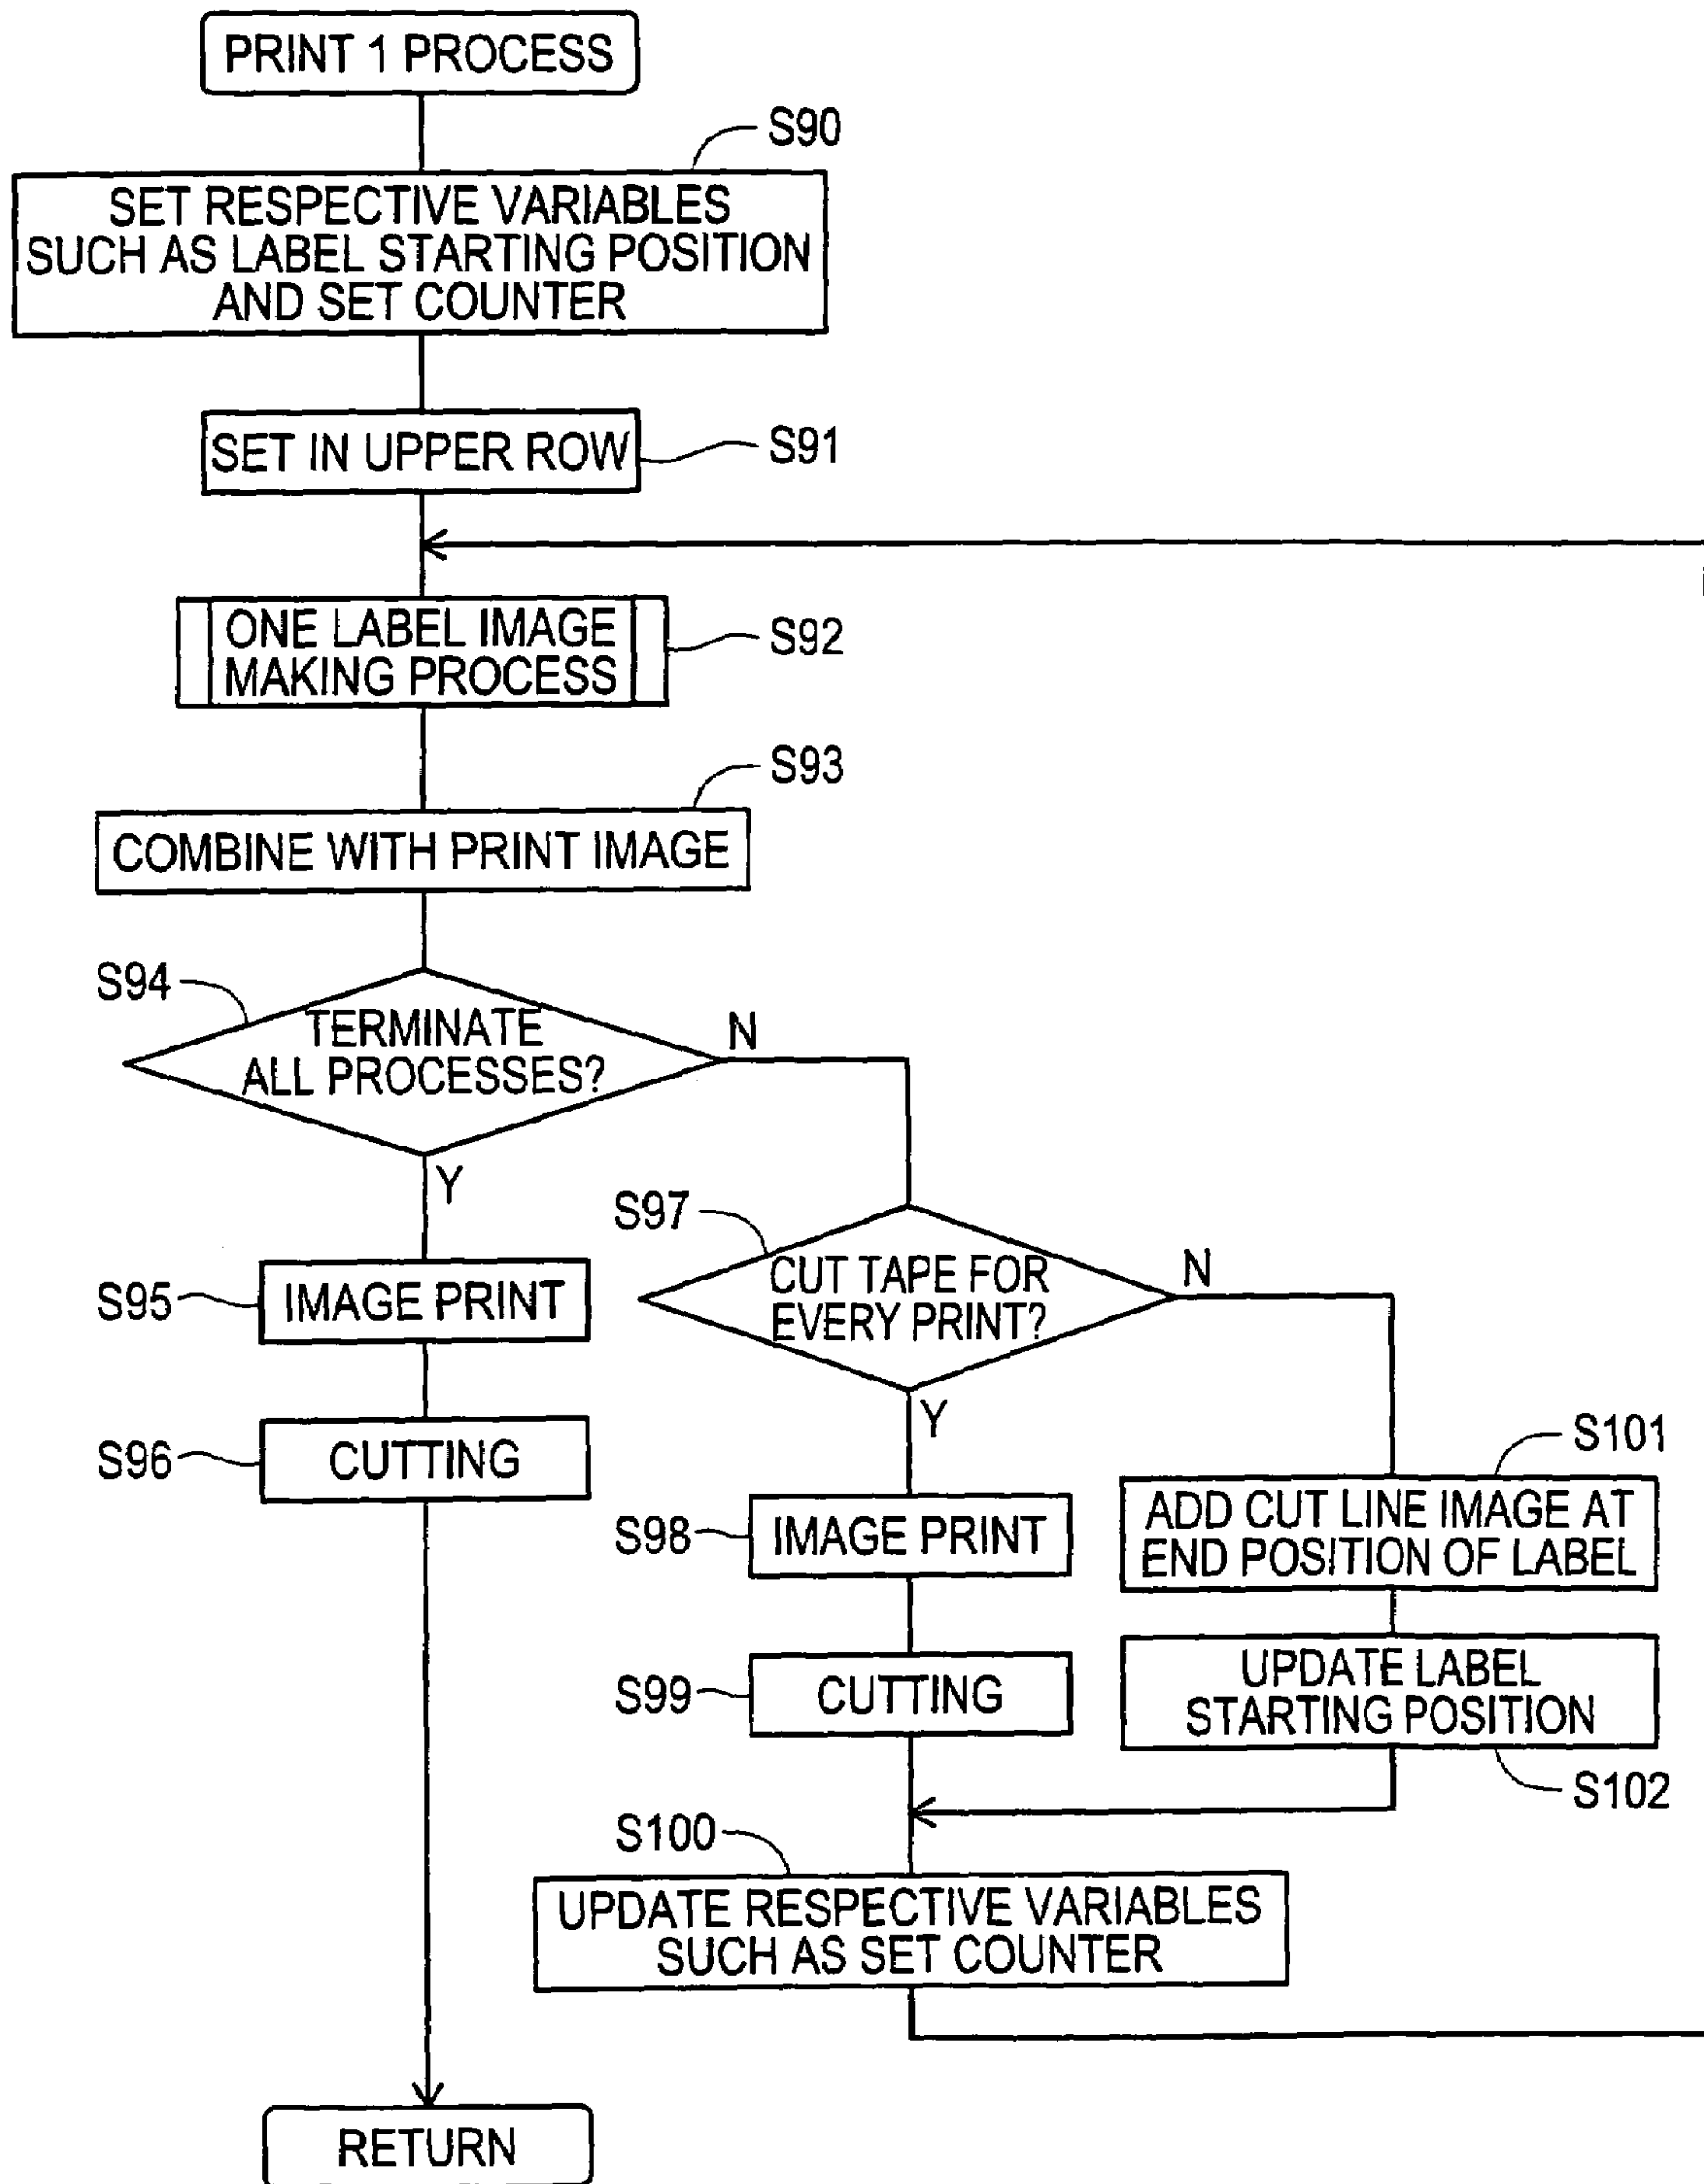 PRINT 1 PROCESS
S90
SET RESPECTIVE VARIABLES
SUCH AS LABEL STARTING POSITION
AND SET COUNTER
SET IN UPPER ROW
S91
ONE LABEL IMAGE
MAKING PROCESS
S92
S93
COMBINE WITH PRINT IMAGE
S94
TERMINATE
ALL PROCESSES?
N
Y
S97
CUT TAPE FOR
EVERY PRINT?
N
Y
S95
IMAGE PRINT
S96
CUTTING
S98
IMAGE PRINT
S99
CUTTING
S101
ADD CUT LINE IMAGE AT
END POSITION OF LABEL
UPDATE LABEL
STARTING POSITION
S102
S100
UPDATE RESPECTIVE VARIABLES
SUCH AS SET COUNTER
RETURN